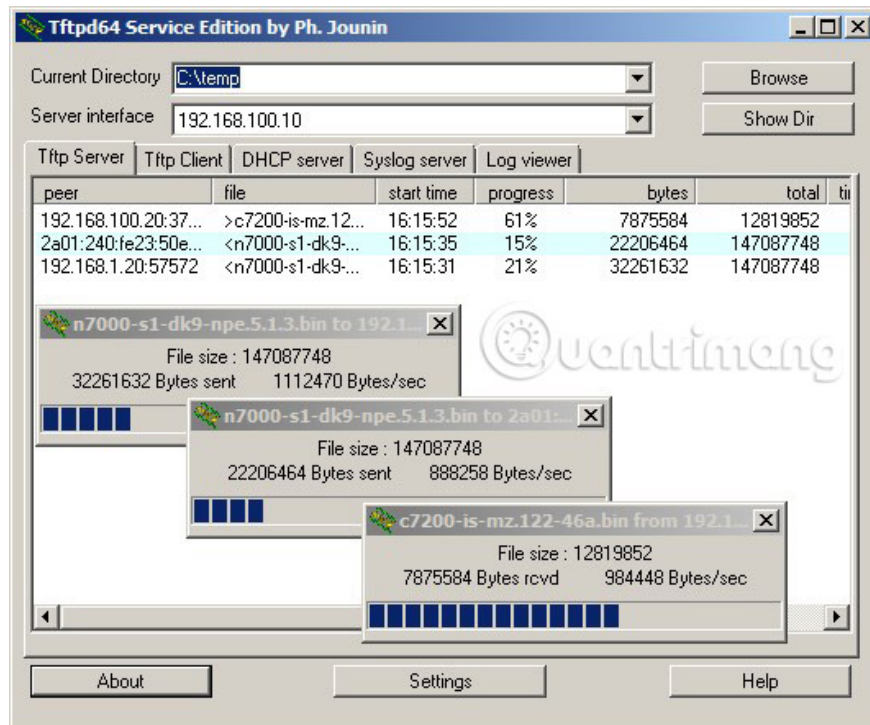 Tftpd64 Service Edition by Ph. Jounin
Current Directory C:\temp Browse
Server interface 192.168.100.10 Show Dir
Tftp Server Tftp Client DHCP server Syslog server Log viewer
peer file start time progress bytes total
192.168.100.20:37... >c7200-is-mz.12... 16:15:52 61% 7875584 12819852
2a01:240:fe23:50e... <n7000-s1-dk9-... 16:15:35 15% 22206464 147087748
192.168.1.20:57572 <n7000-s1-dk9-... 16:15:31 21% 32261632 147087748
Quantrimang
n7000-s1-dk9-npe.5.1.3.bin to 192.1...
File size : 147087748
32261632 Bytes sent 1112470 Bytes/sec
n7000-s1-dk9-npe.5.1.3.bin to 2a01:...
File size : 147087748
22206464 Bytes sent 888258 Bytes/sec
c7200-is-mz.122-46a.bin from 192.1...
File size : 12819852
7875584 Bytes rcvd 984448 Bytes/sec
About Settings Help